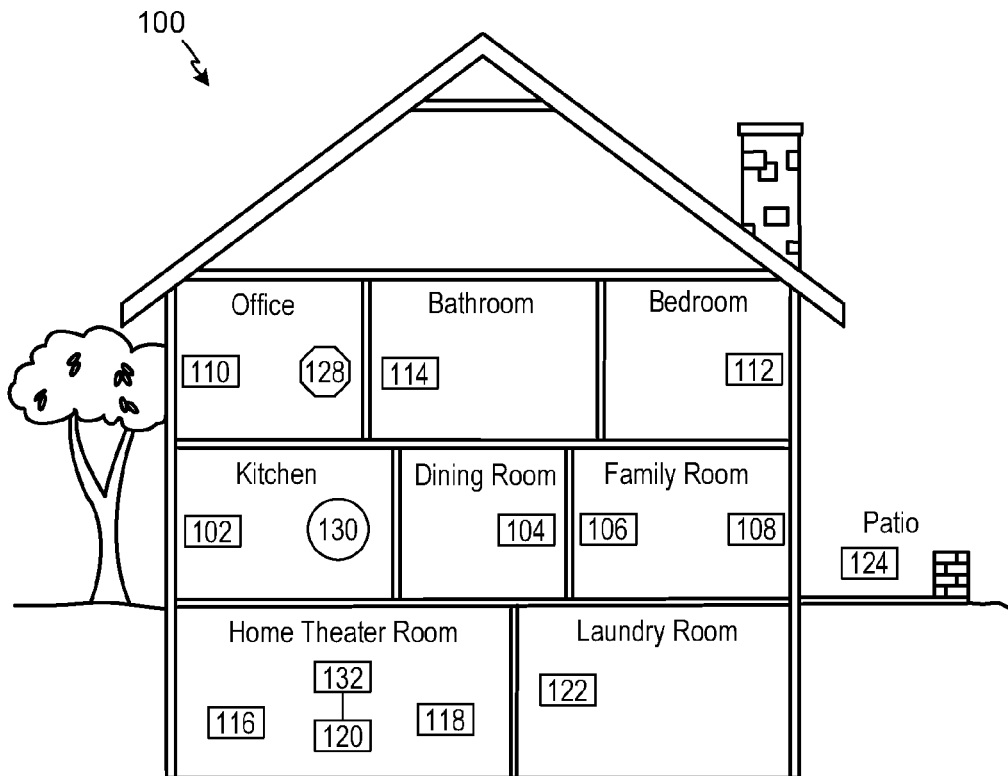 100
Office
Bathroom
Bedroom
110
128
114
112
Kitchen
Dining Room
Family Room
102
130
104
106
108
Patio
124
Home Theater Room
Laundry Room
132
116
120
118
122